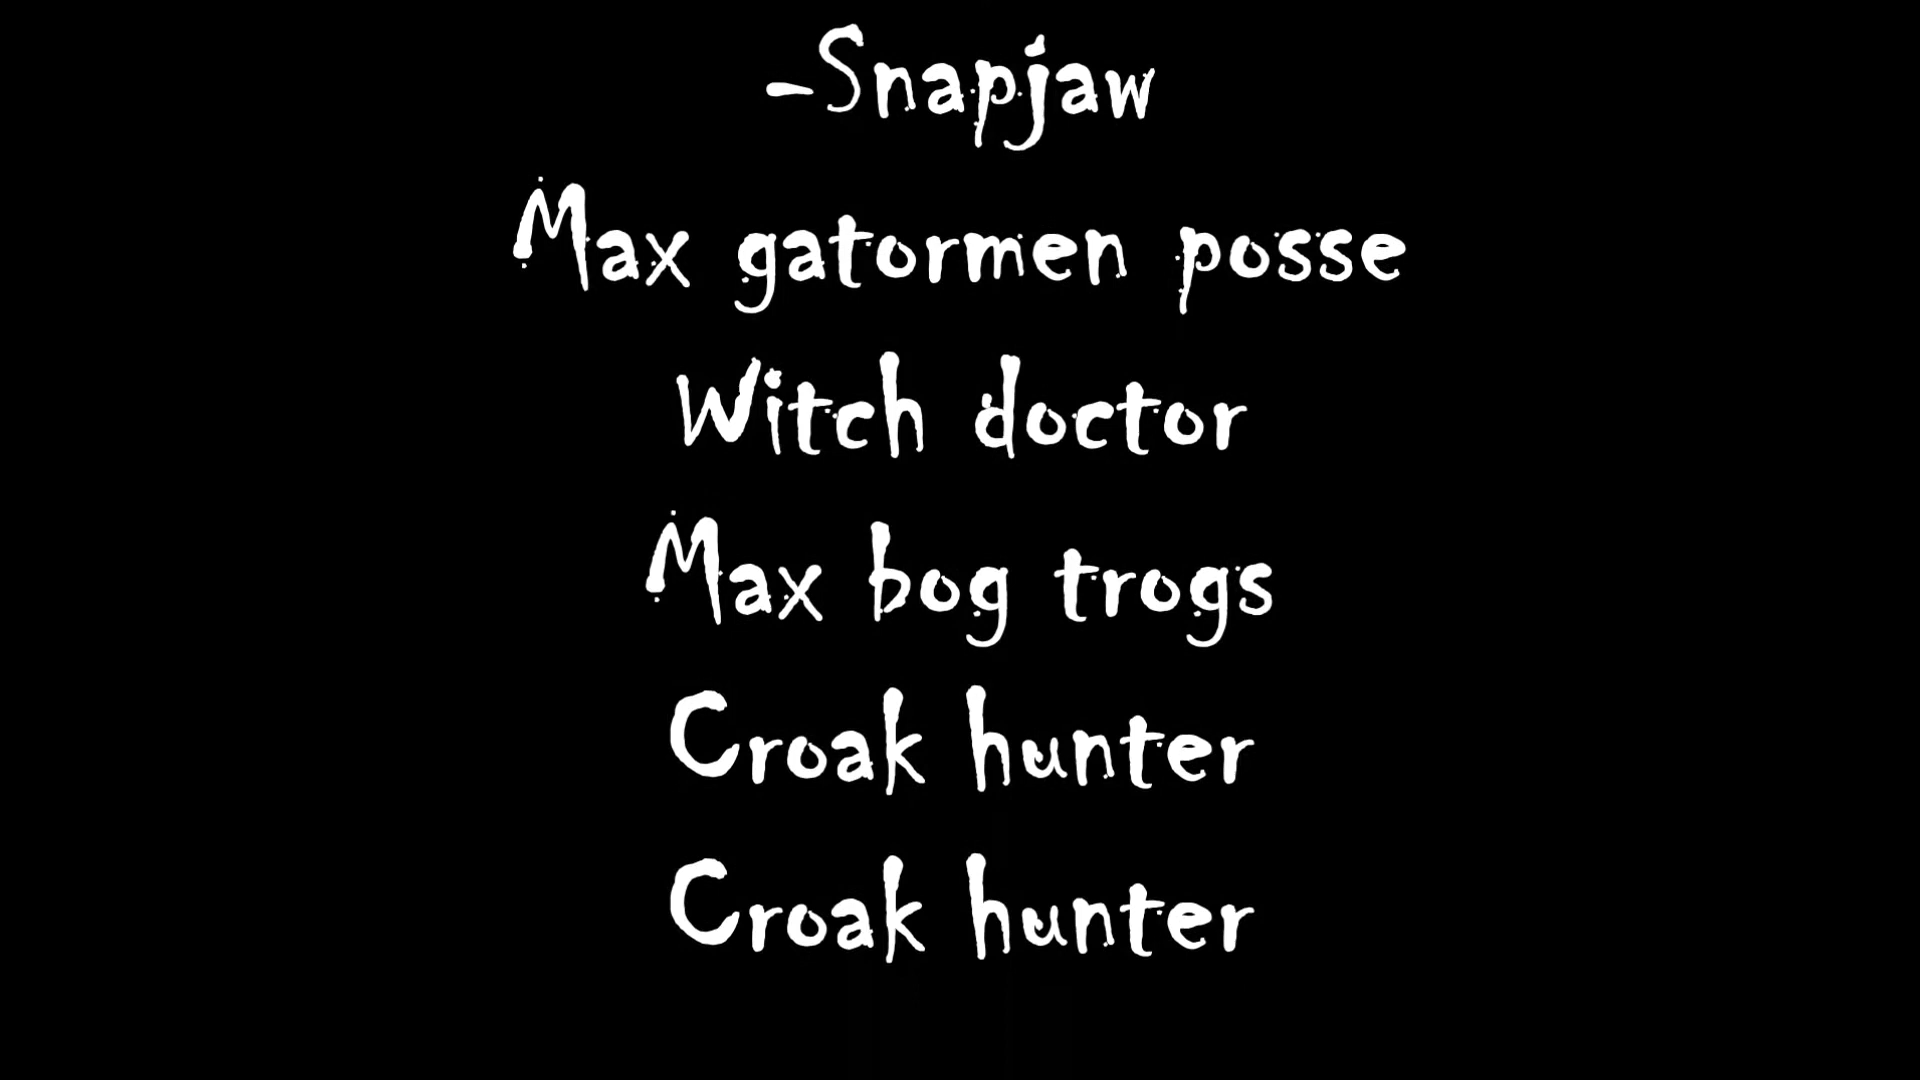 -Snapjaw
Max gatormen posse
Witch doctor
Max bog trogs
Croak hunter
Croak hunter